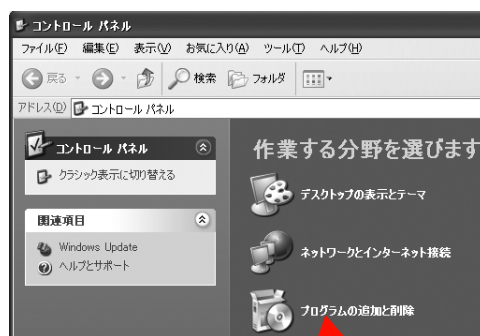 コントロール パネル
ファイル(F) 編集(E) 表示(V) お気に入り(A) ツール(T) ヘルプ(H)
戻る 検索 フォルダ
アドレス(D) コントロール パネル
コントロール パネル
クラシック表示に切り替える
関連項目
Windows Update
ヘルプとサポート
作業する分野を選びます
デスクトップの表示とテーマ
ネットワークとインターネット接続
プログラムの追加と削除